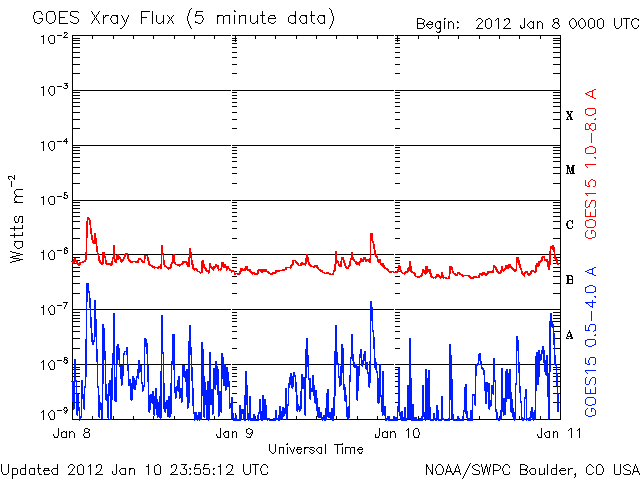 GOES Xray Flux (5 minute data)
Begin: 2012 Jan 8 0000 UTC
10^-2
10^-3
10^-4
10^-5
10^-6
10^-7
10^-8
10^-9
Watts m^-2
X
M
C
B
A
GOES15 1.0-8.0 A
GOES15 0.5-4.0 A
Jan 8
Jan 9
Jan 10
Jan 11
Universal Time
Updated 2012 Jan 10 23:55:12 UTC
NOAA/SWPC Boulder, CO USA